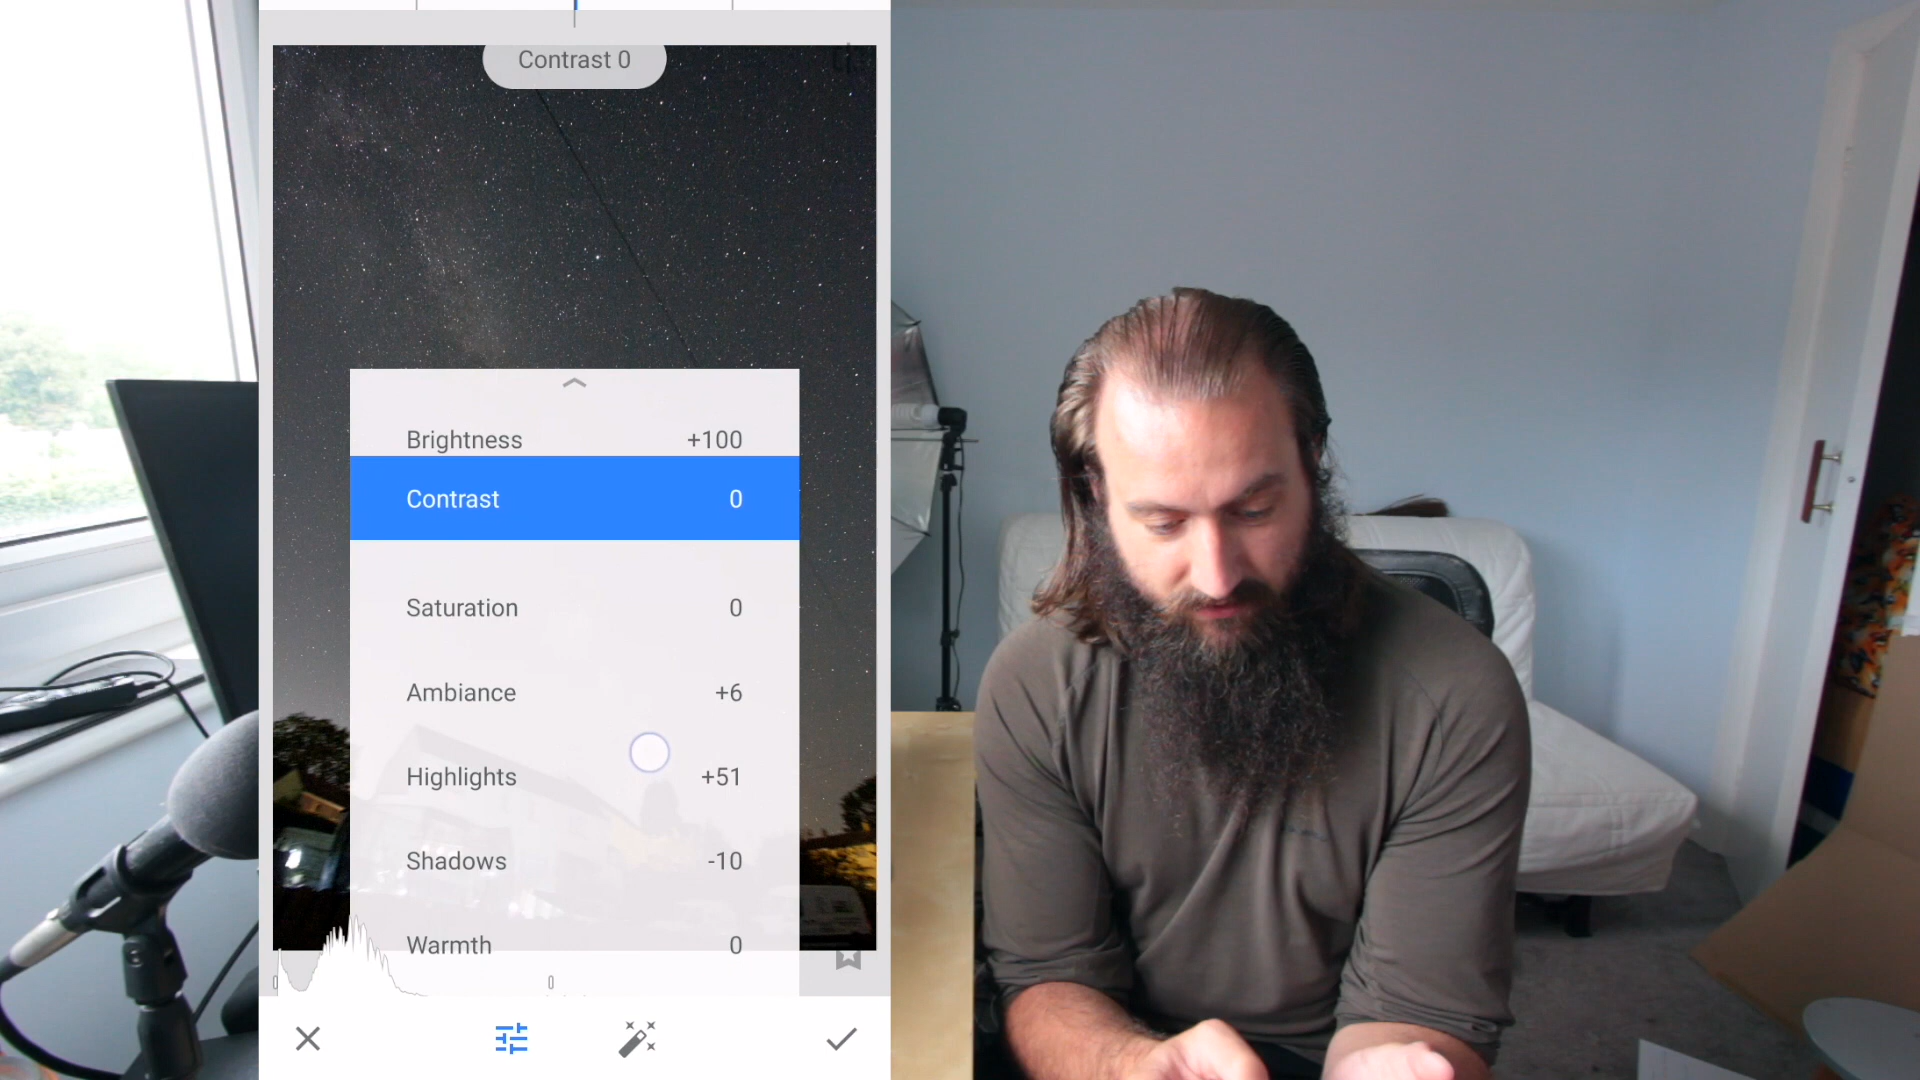 Contrast 0
Brightness +100
Contrast 0
Saturation 0
Ambiance +6
Highlights +51
Shadows -10
Warmth 0